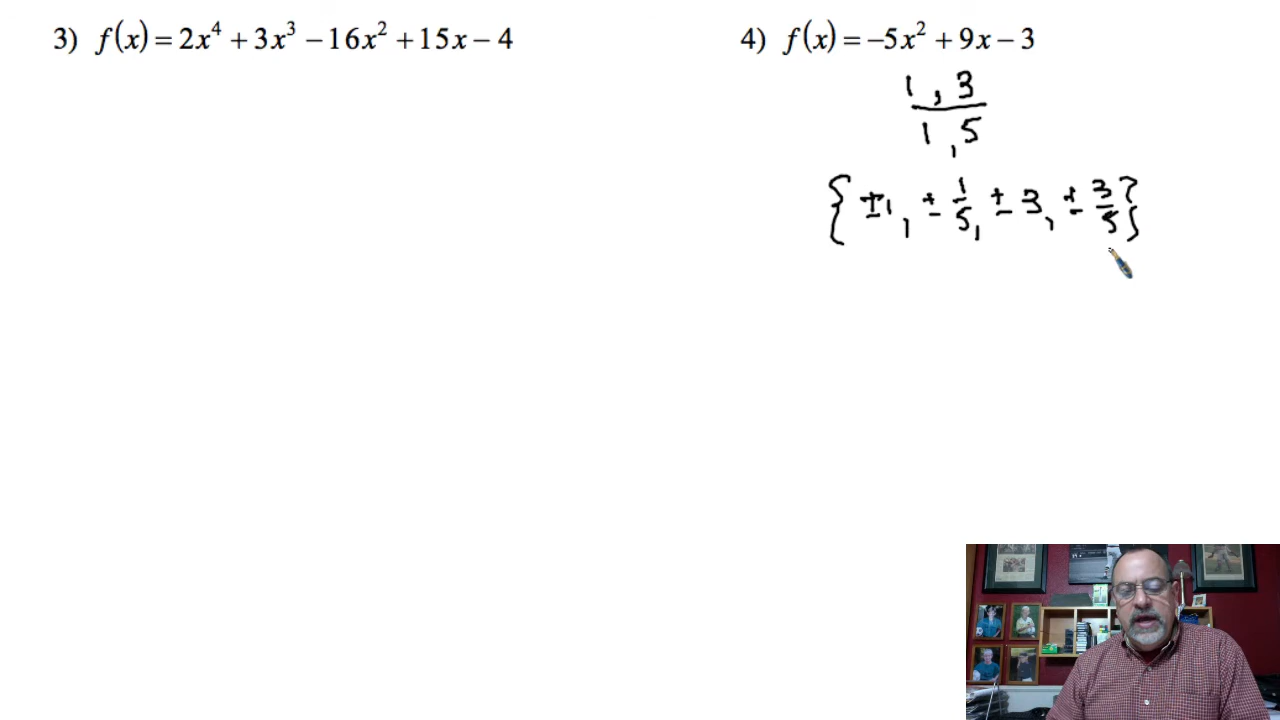 3) f(x) = 2x⁴ + 3x³ − 16x² + 15x − 4
4) f(x) = −5x² + 9x − 3
1 , 3
1 , 5
{ ±1 , ± 1/5 , ± 3 , ± 3/5 }